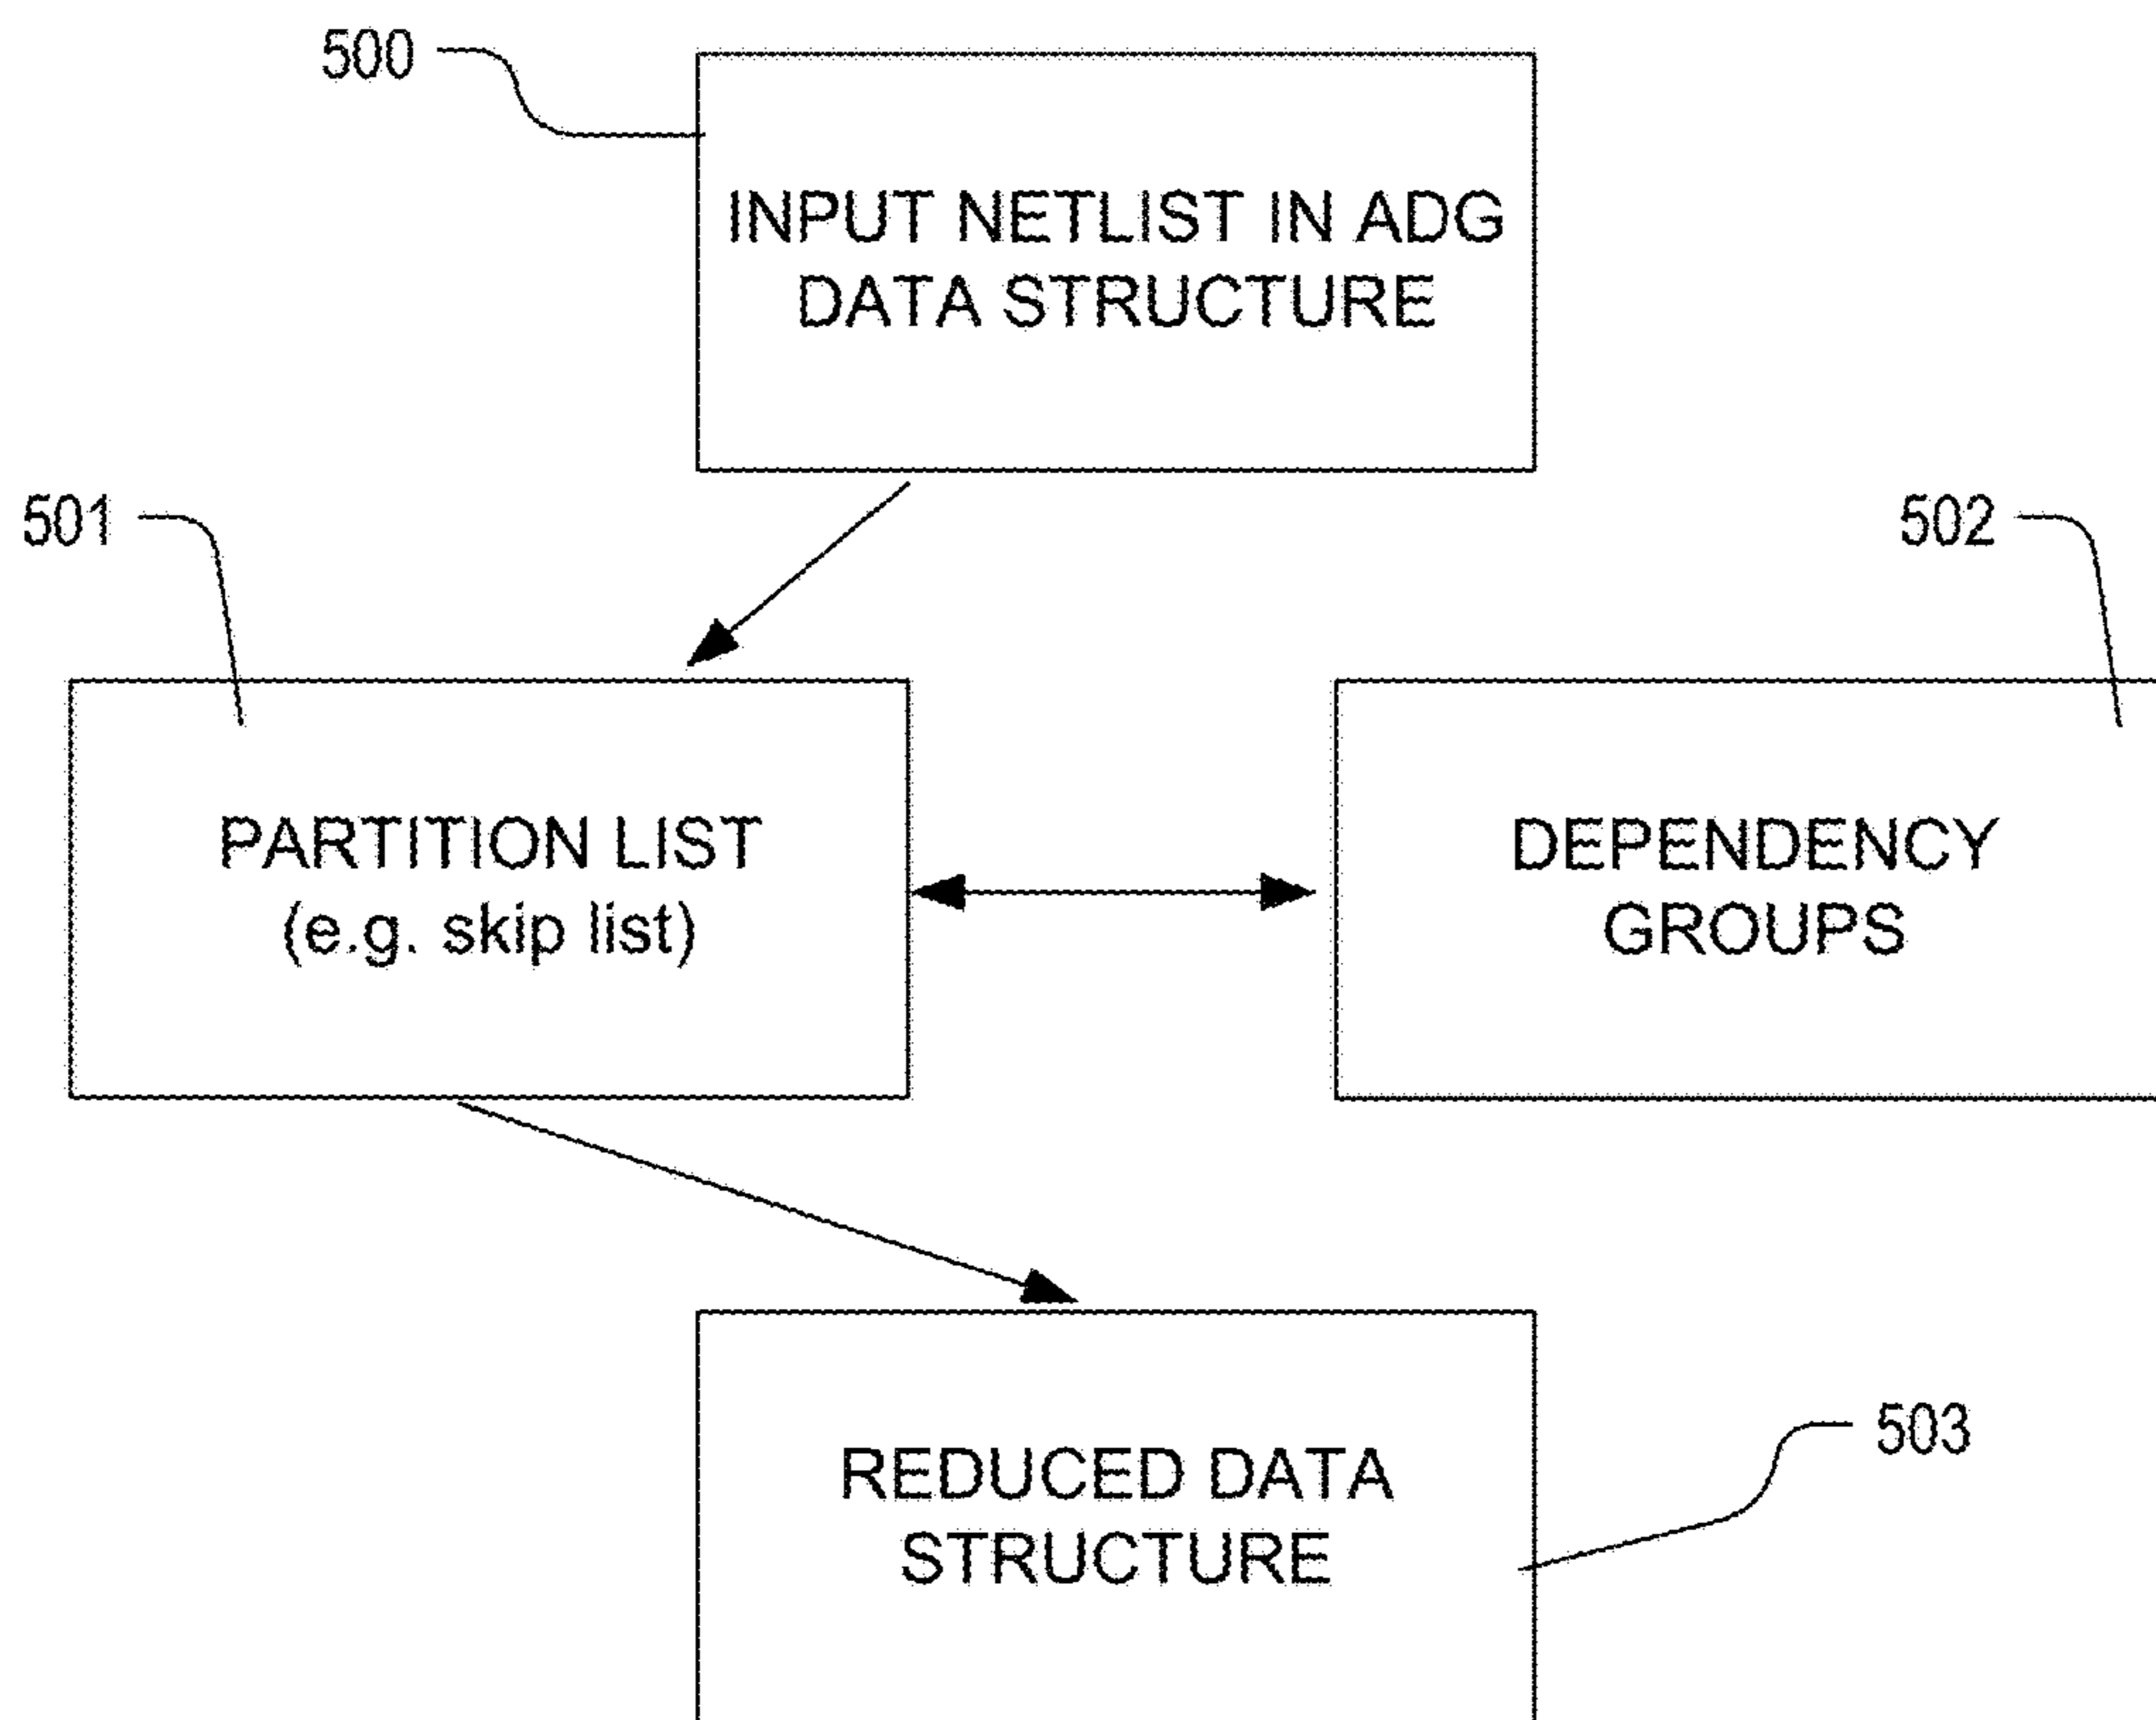 500
INPUT NETLIST IN ADG
DATA STRUCTURE
501
502
PARTITION LIST
(e.g. skip list)
DEPENDENCY
GROUPS
REDUCED DATA
STRUCTURE
503